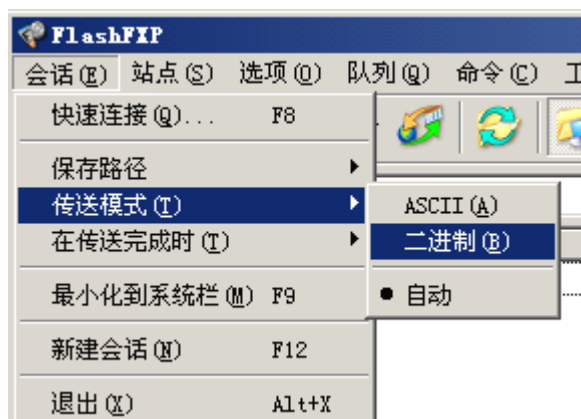 FlashFXP
会话(E) 站点(S) 选项(O) 队列(Q) 命令(C)
快速连接(Q)... F8
保存路径
传送模式(T)
ASCII(A)
在传送完成时(T)
二进制(B)
最小化到系统栏(M) F9
自动
新建会话(N) F12
退出(X) Alt+X